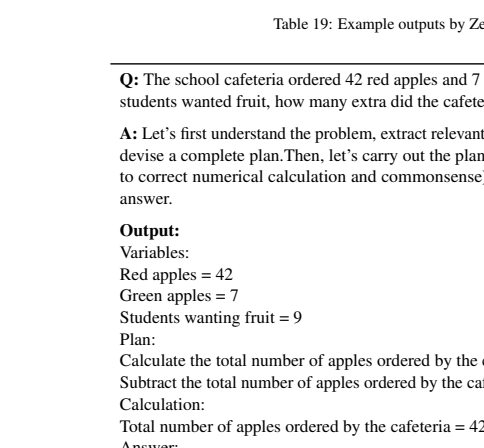 Table 19: Example outputs by
Q: The school cafeteria ordered 42 red apples and 7
students wanted fruit, how many extra did the
A: Let's first understand the problem, extract relevant
devise a complete plan.Then, let's carry out the plan
to correct numerical calculation and commonsense
answer.
Output:
Variables:
Red apples = 42
Green apples = 7
Students wanting fruit = 9
Plan:
Calculate the total number of apples ordered by the
Subtract the total number of apples ordered by the
Calculation:
Total number of apples ordered by the cafeteria = 42
Answer: